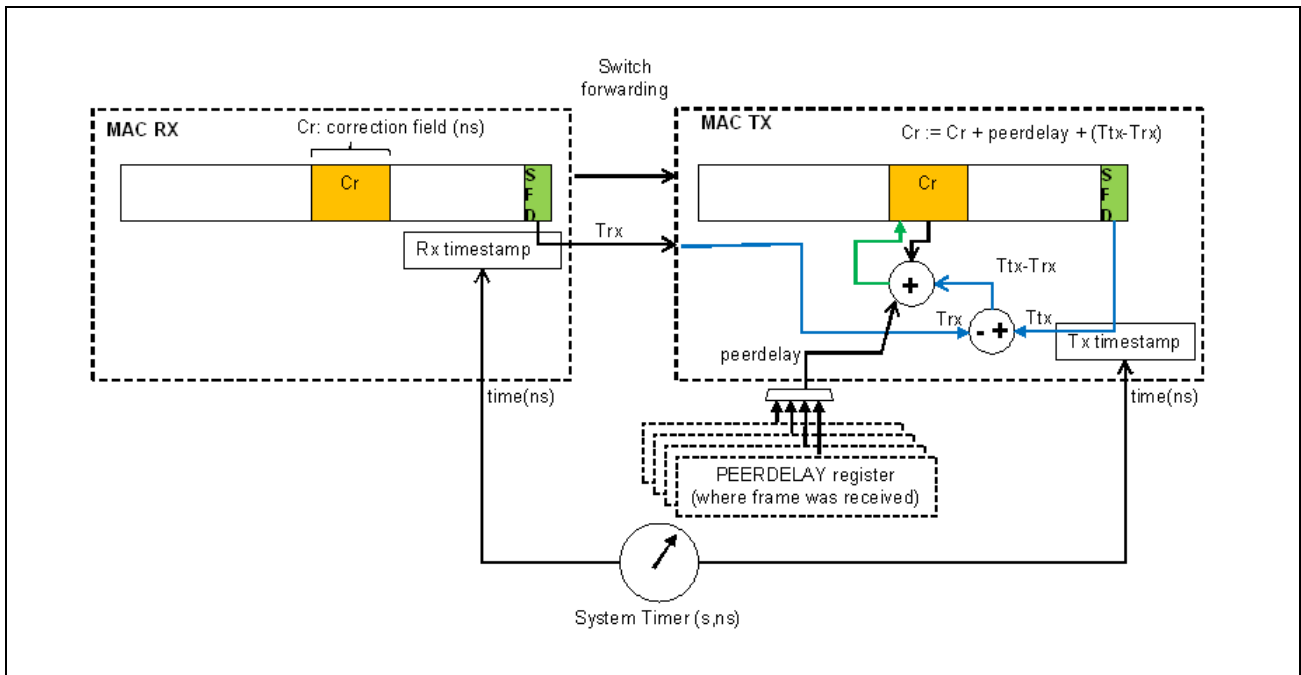 Switch
forwarding
MAC RX
Cr: correction field (ns)
Cr
S
F
D
Trx
Rx timestamp
time(ns)
MAC TX
Cr := Cr + peerdelay + (Ttx-Trx)
Cr
S
F
D
+
Ttx-Trx
Trx
- +
Ttx
Tx timestamp
peerdelay
time(ns)
PEERDELAY register
(where frame was received)
System Timer (s,ns)